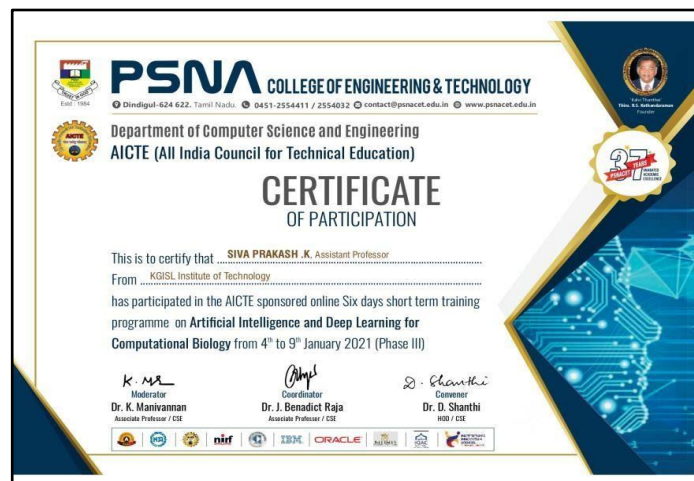 PSNA COLLEGE OF ENGINEERING & TECHNOLOGY
Estd : 1984
Dindigul-624 622. Tamil Nadu. 0451-2554411 / 2554032 contact@psnacet.edu.in www.psnacet.edu.in
Department of Computer Science and Engineering
AICTE
AICTE (All India Council for Technical Education)
Founder
37 YEARS
PSNACET
CERTIFICATE
OF PARTICIPATION
This is to certify that SIVA PRAKASH .K, Assistant Professor
From KGISL Institute of Technology
has participated in the AICTE sponsored online Six days short term training
programme on Artificial Intelligence and Deep Learning for
Computational Biology from 4th to 9th January 2021 (Phase III)
D. Shanthi
Moderator
Dr. K. Manivannan
Associate Professor / CSE
Coordinator
Dr. J. Benadict Raja
Associate Professor / CSE
Convener
Dr. D. Shanthi
HOD / CSE
nirf
IBM
ORACLE
IQAC